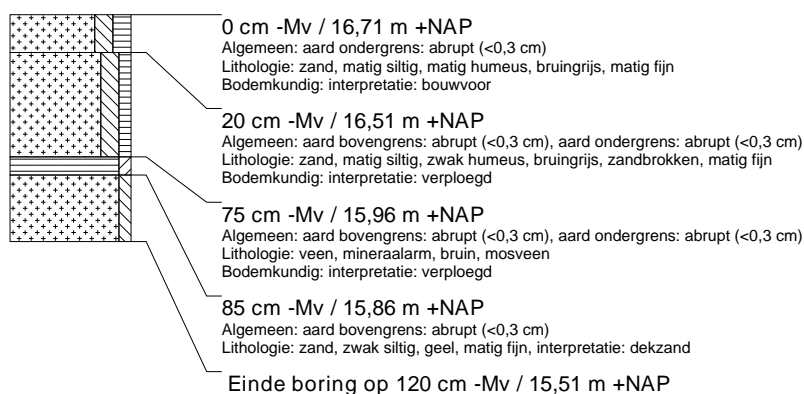 0 cm -Mv / 16,71 m +NAP
Algemeen: aard ondergrens: abrupt (<0,3 cm)
Lithologie: zand, matig siltig, matig humeus, bruingrijs, matig fijn
Bodemkundig: interpretatie: bouwvoor
20 cm -Mv / 16,51 m +NAP
Algemeen: aard bovengrens: abrupt (<0,3 cm), aard ondergrens: abrupt (<0,3 cm)
Lithologie: zand, matig siltig, zwak humeus, bruingrijs, zandbrokken, matig fijn
Bodemkundig: interpretatie: verploegd
75 cm -Mv / 15,96 m +NAP
Algemeen: aard bovengrens: abrupt (<0,3 cm), aard ondergrens: abrupt (<0,3 cm)
Lithologie: veen, mineraalarm, bruin, mosveen
Bodemkundig: interpretatie: verploegd
85 cm -Mv / 15,86 m +NAP
Algemeen: aard bovengrens: abrupt (<0,3 cm)
Lithologie: zand, zwak siltig, geel, matig fijn, interpretatie: dekzand
Einde boring op 120 cm -Mv / 15,51 m +NAP